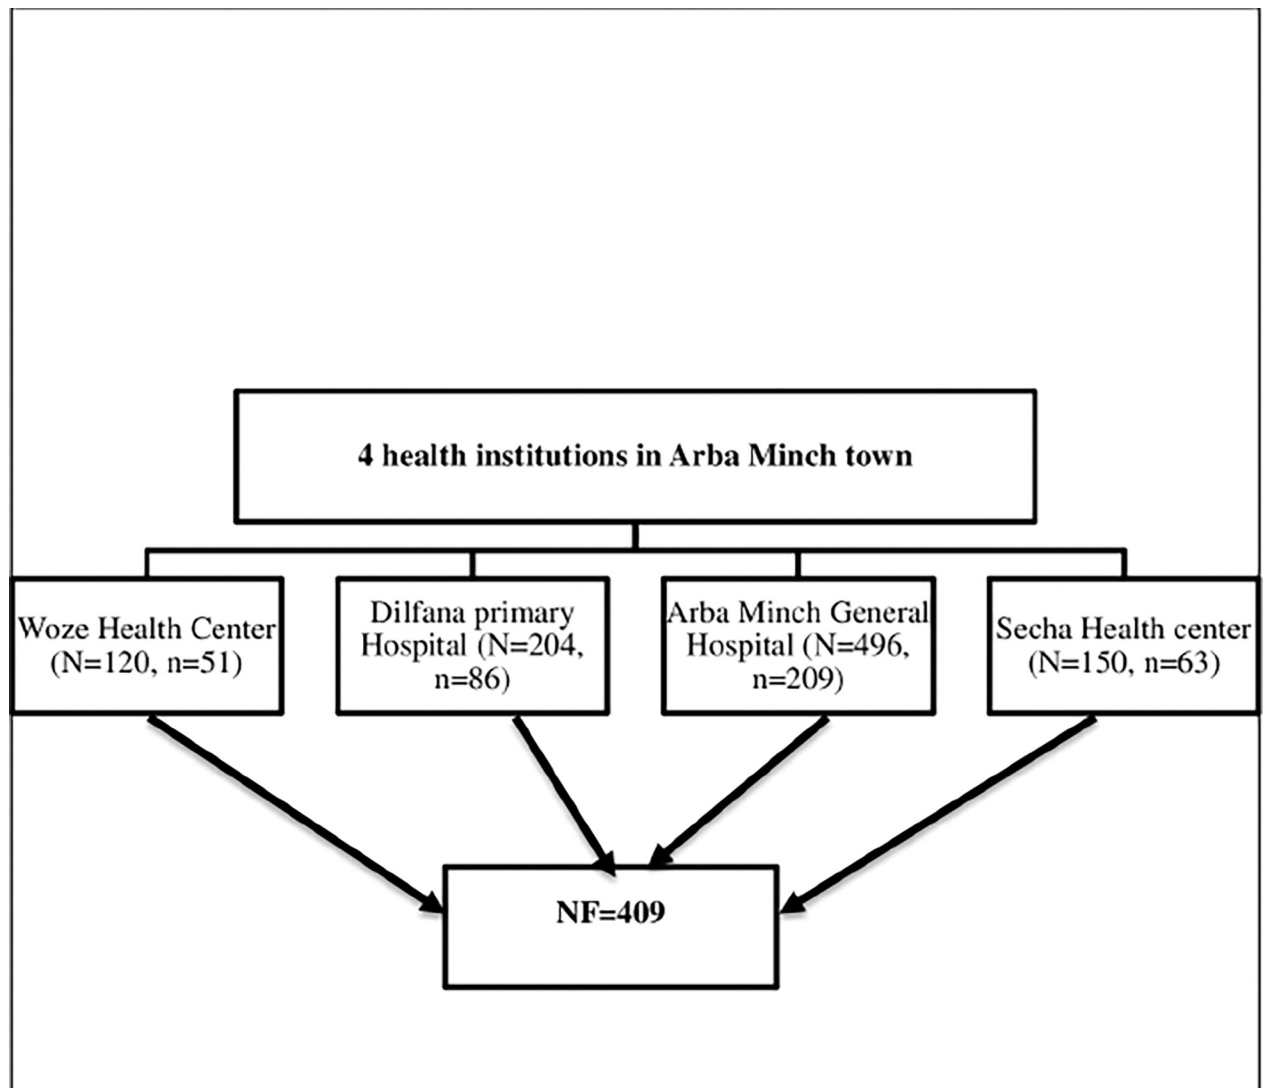 4 health institutions in Arba Minch town
Woze Health Center
(N=120, n=51)
Dilfana primary
Hospital (N=204,
n=86)
Arba Minch General
Hospital (N=496,
n=209)
Secha Health center
(N=150, n=63)
NF=409